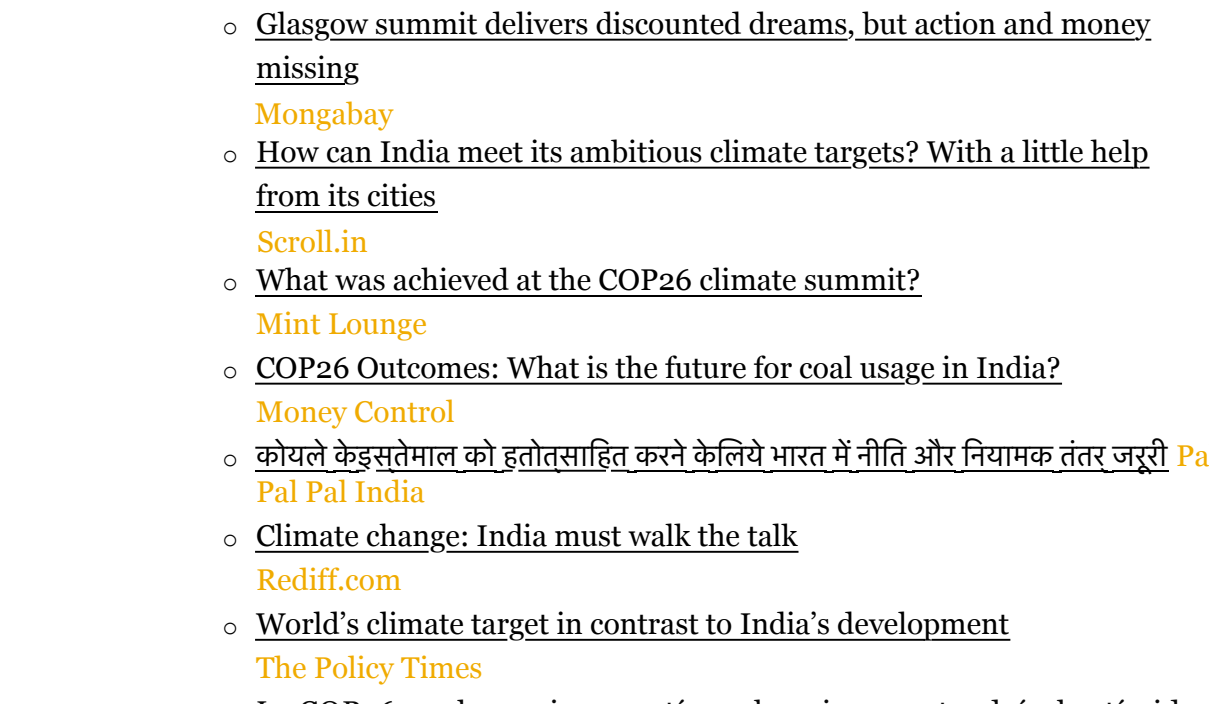 Glasgow summit delivers discounted dreams, but action and money
missing
Mongabay
How can India meet its ambitious climate targets? With a little help
from its cities
Scroll.in
What was achieved at the COP26 climate summit?
Mint Lounge
COP26 Outcomes: What is the future for coal usage in India?
Money Control
कोयले केइस्तेमाल को हतोत्साहित करने केलिये भारत में नीति और नियामक तंतर् जरूरी Pa
Pal Pal India
Climate change: India must walk the talk
Rediff.com
World's climate target in contrast to India's development
The Policy Times